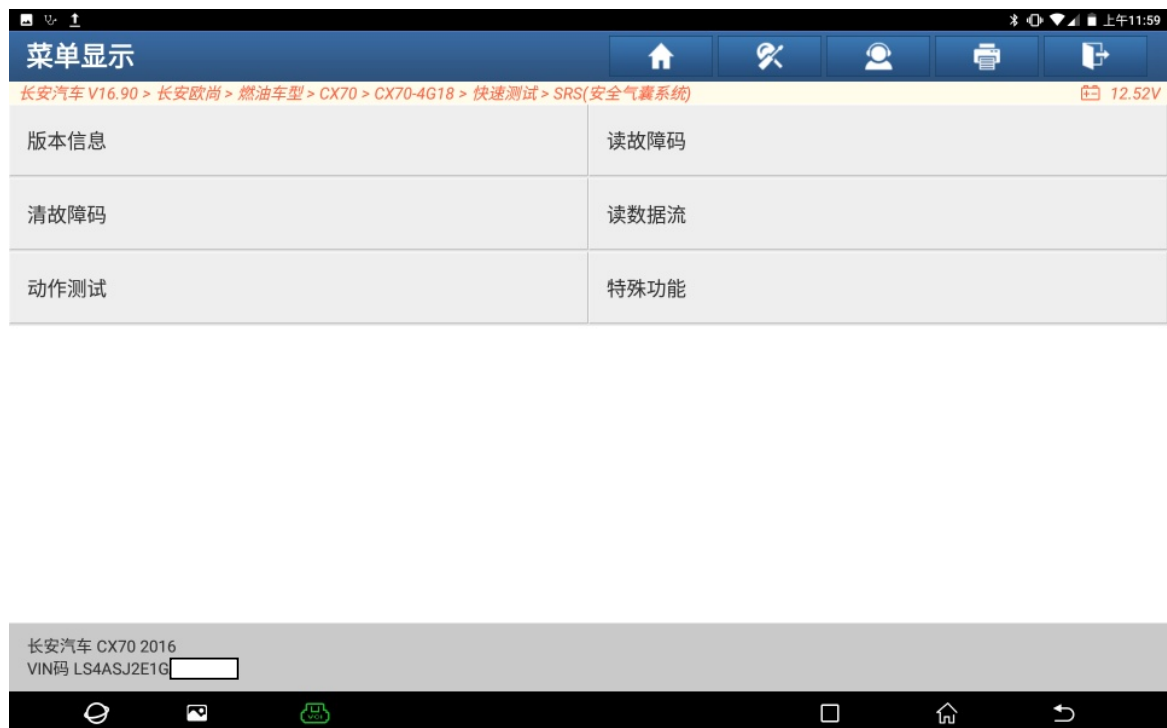 上午11:59
菜单显示
长安汽车 V16.90 > 长安欧尚 > 燃油车型 > CX70 > CX70-4G18 > 快速测试 > SRS(安全气囊系统) 12.52V
版本信息 读故障码
清故障码 读数据流
动作测试 特殊功能
长安汽车 CX70 2016
VIN码 LS4ASJ2E1G
VCI